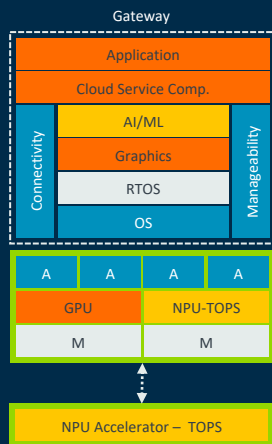 Gateway
Application
Cloud Service Comp.
Connectivity
AI/ML
Graphics
RTOS
OS
Manageability
A A A A
GPU NPU-TOPS
M M
NPU Accelerator – TOPS